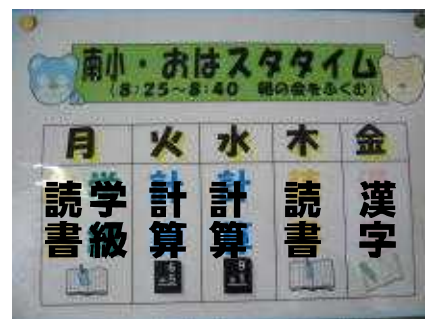 南小・おはスタタイム
(8:25~8:40 朝の会をふくむ)
月 火 水 木 金
読書 学級 計算 計算 読書 漢字